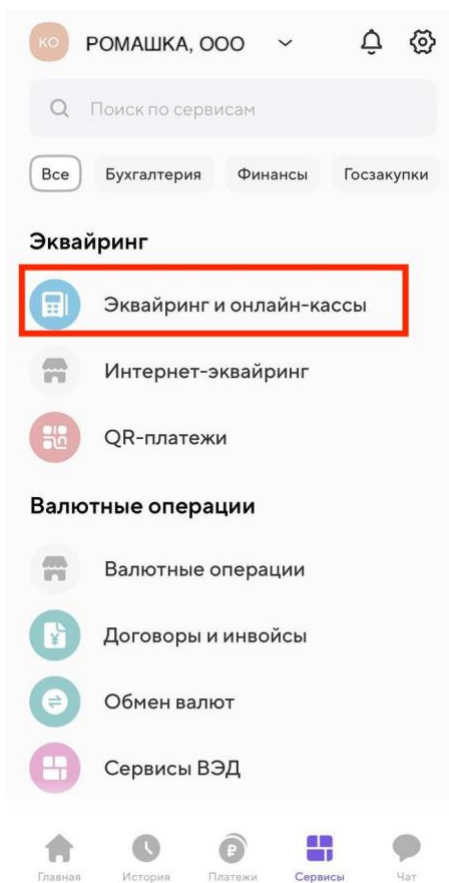 КО РОМАШКА, ООО
Поиск по сервисам
Все Бухгалтерия Финансы Госзакупки
Эквайринг
Эквайринг и онлайн-кассы
Интернет-эквайринг
QR-платежи
Валютные операции
Валютные операции
Договоры и инвойсы
Обмен валют
Сервисы ВЭД
Главная История Платежи Сервисы Чат